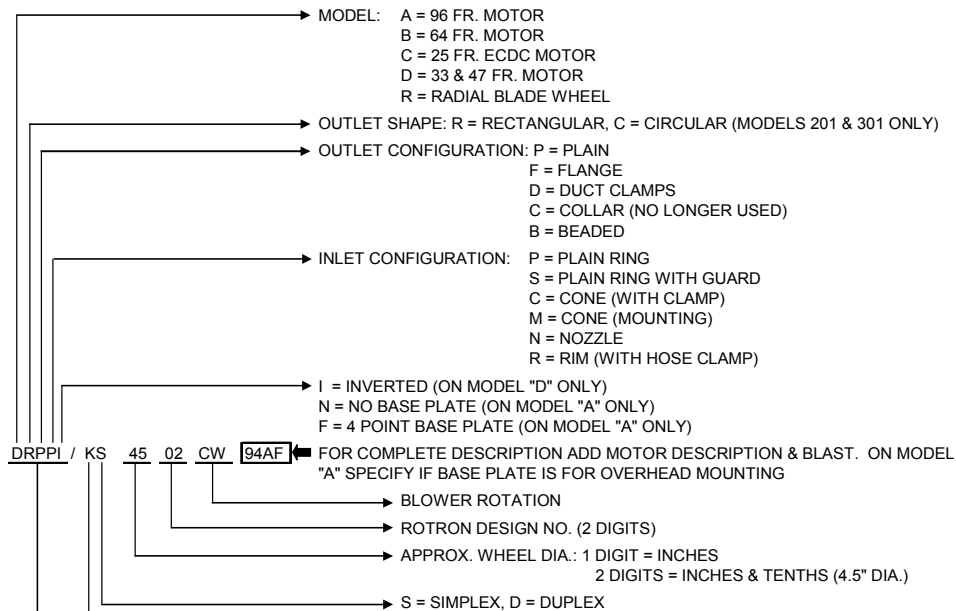 MODEL: A = 96 FR. MOTOR
B = 64 FR. MOTOR
C = 25 FR. ECDC MOTOR
D = 33 & 47 FR. MOTOR
R = RADIAL BLADE WHEEL
OUTLET SHAPE: R = RECTANGULAR, C = CIRCULAR (MODELS 201 & 301 ONLY)
OUTLET CONFIGURATION: P = PLAIN
F = FLANGE
D = DUCT CLAMPS
C = COLLAR (NO LONGER USED)
B = BEADED
INLET CONFIGURATION: P = PLAIN RING
S = PLAIN RING WITH GUARD
C = CONE (WITH CLAMP)
M = CONE (MOUNTING)
N = NOZZLE
R = RIM (WITH HOSE CLAMP)
I = INVERTED (ON MODEL "D" ONLY)
N = NO BASE PLATE (ON MODEL "A" ONLY)
F = 4 POINT BASE PLATE (ON MODEL "A" ONLY)
DRPPI / KS 45 02 CW 94AF FOR COMPLETE DESCRIPTION ADD MOTOR DESCRIPTION & BLAST. ON MODEL
"A" SPECIFY IF BASE PLATE IS FOR OVERHEAD MOUNTING
BLOWER ROTATION
ROTRON DESIGN NO. (2 DIGITS)
APPROX. WHEEL DIA.: 1 DIGIT = INCHES
2 DIGITS = INCHES & TENTHS (4.5" DIA.)
S = SIMPLEX, D = DUPLEX